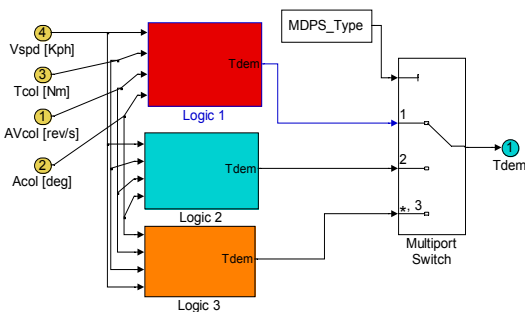 4
Vspd [Kph]
3
Tcol [Nm]
1
AVcol [rev/s]
2
Acol [deg]
Tdem
Logic 1
Tdem
Logic 2
Tdem
Logic 3
MDPS_Type
1
2
*, 3
Multiport
Switch
1
Tdem